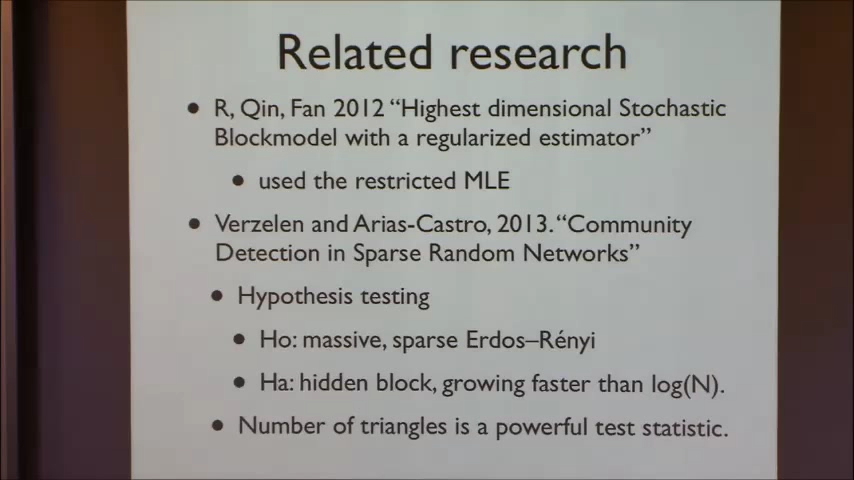 Related research
• R, Qin, Fan 2012 “Highest dimensional Stochastic
Blockmodel with a regularized estimator”
• used the restricted MLE
• Verzelen and Arias-Castro, 2013. “Community
Detection in Sparse Random Networks”
• Hypothesis testing
• Ho: massive, sparse Erdos–Rényi
• Ha: hidden block, growing faster than log(N).
• Number of triangles is a powerful test statistic.